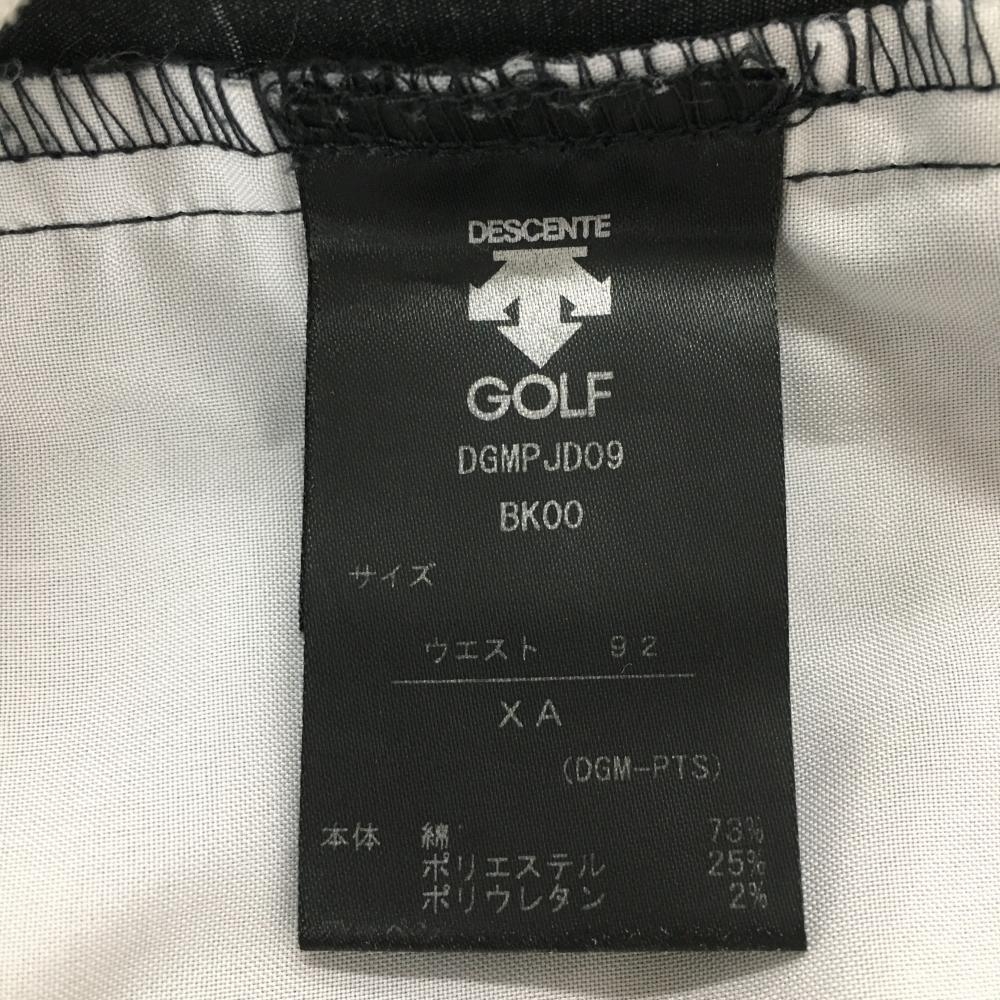 DESCENTE
GOLF
DGMPJD09
BK00
サイズ
ウエスト 92
XA
(DGM-PTS)
本体 綿 73%
ポリエステル 25%
ポリウレタン 2%